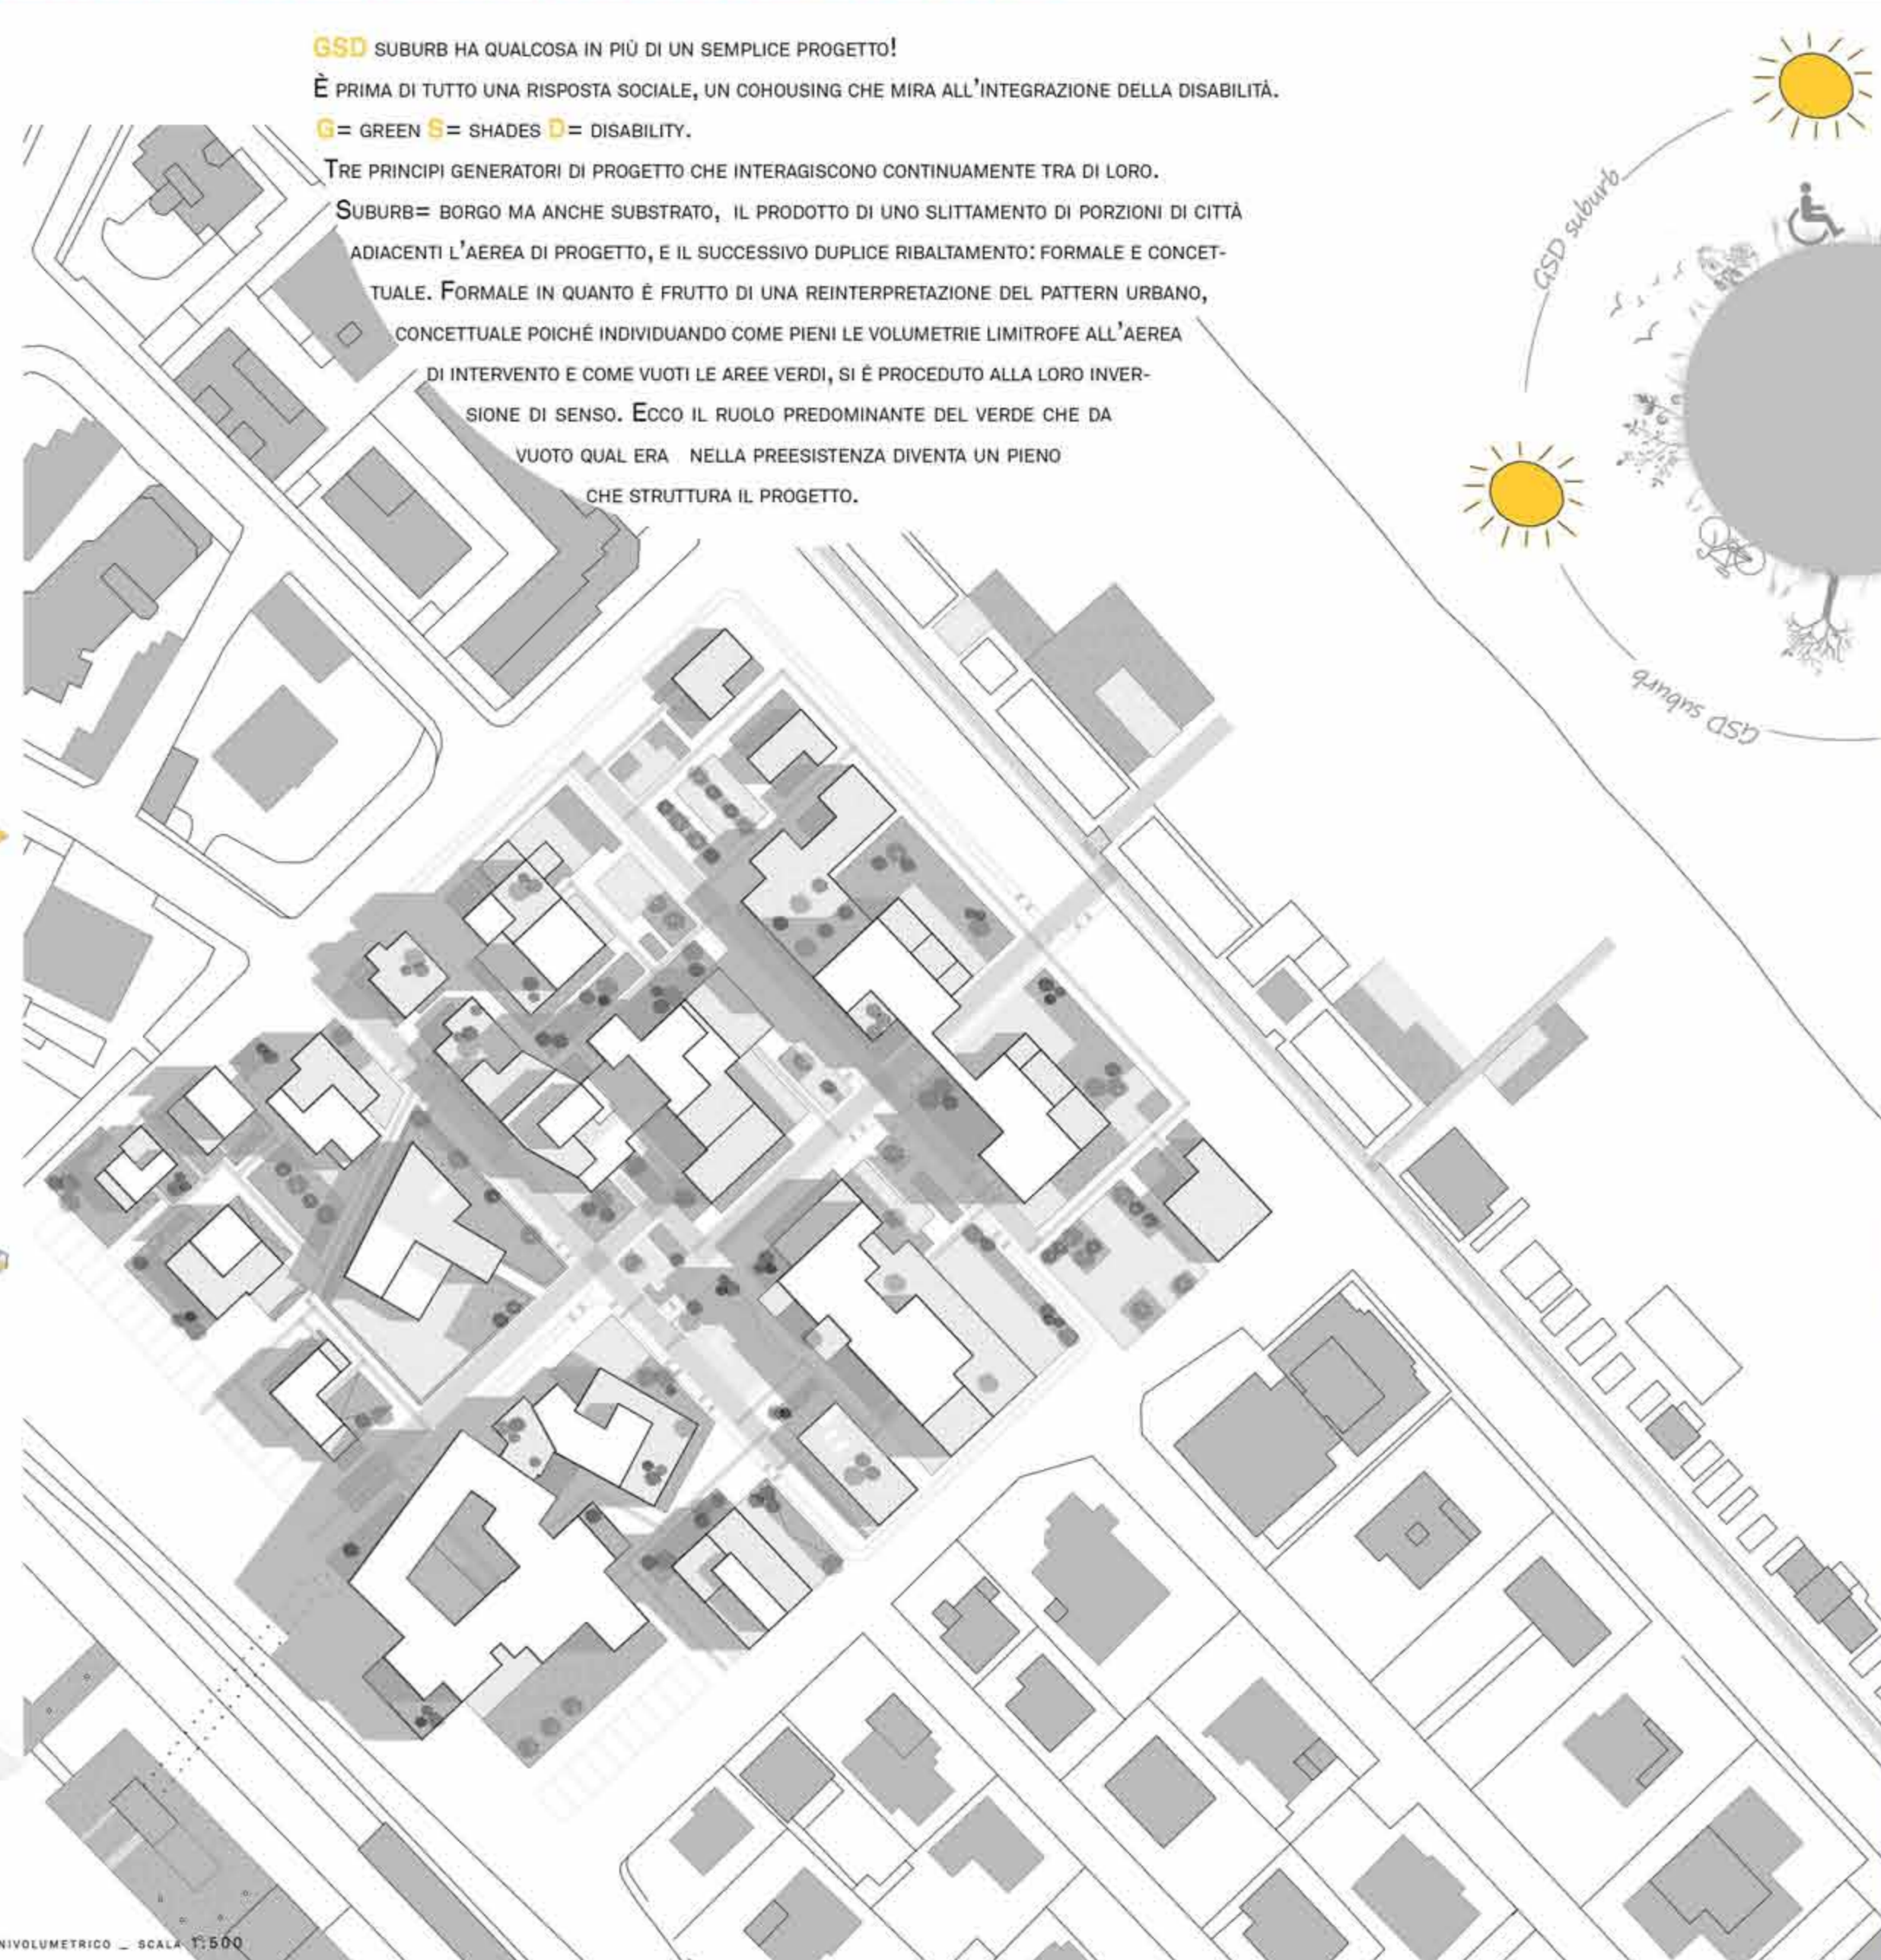 GSD SUBURB HA QUALCOSA IN PIÙ DI UN SEMPLICE PROGETTO!
È PRIMA DI TUTTO UNA RISPOSTA SOCIALE, UN COHOUSING CHE MIRA ALL'INTEGRAZIONE DELLA DISABILITÀ.
G= GREEN S= SHADES D= DISABILITY.
TRE PRINCIPI GENERATORI DI PROGETTO CHE INTERAGISCONO CONTINUAMENTE TRA DI LORO.
SUBURB= BORGO MA ANCHE SUBSTRATO, IL PRODOTTO DI UNO SLITTAMENTO DI PORZIONI DI CITTÀ
ADIACENTI L'AEREA DI PROGETTO, E IL SUCCESSIVO DUPLICE RIBALTAMENTO: FORMALE E CONCET-
TUALE. FORMALE IN QUANTO È FRUTTO DI UNA REINTERPRETAZIONE DEL PATTERN URBANO,
CONCETTUALE POICHÉ INDIVIDUANDO COME PIENI LE VOLUMETRIE LIMITROFE ALL'AEREA
DI INTERVENTO E COME VUOTI LE AREE VERDI, SI È PROCEDUTO ALLA LORO INVER-
SIONE DI SENSO. ECCO IL RUOLO PREDOMINANTE DEL VERDE CHE DA
VUOTO QUAL ERA NELLA PREESISTENZA DIVENTA UN PIENO
CHE STRUTTURA IL PROGETTO.
GSD suburb
GSD suburb
NIVOLUMETRICO _ SCALA 1:500